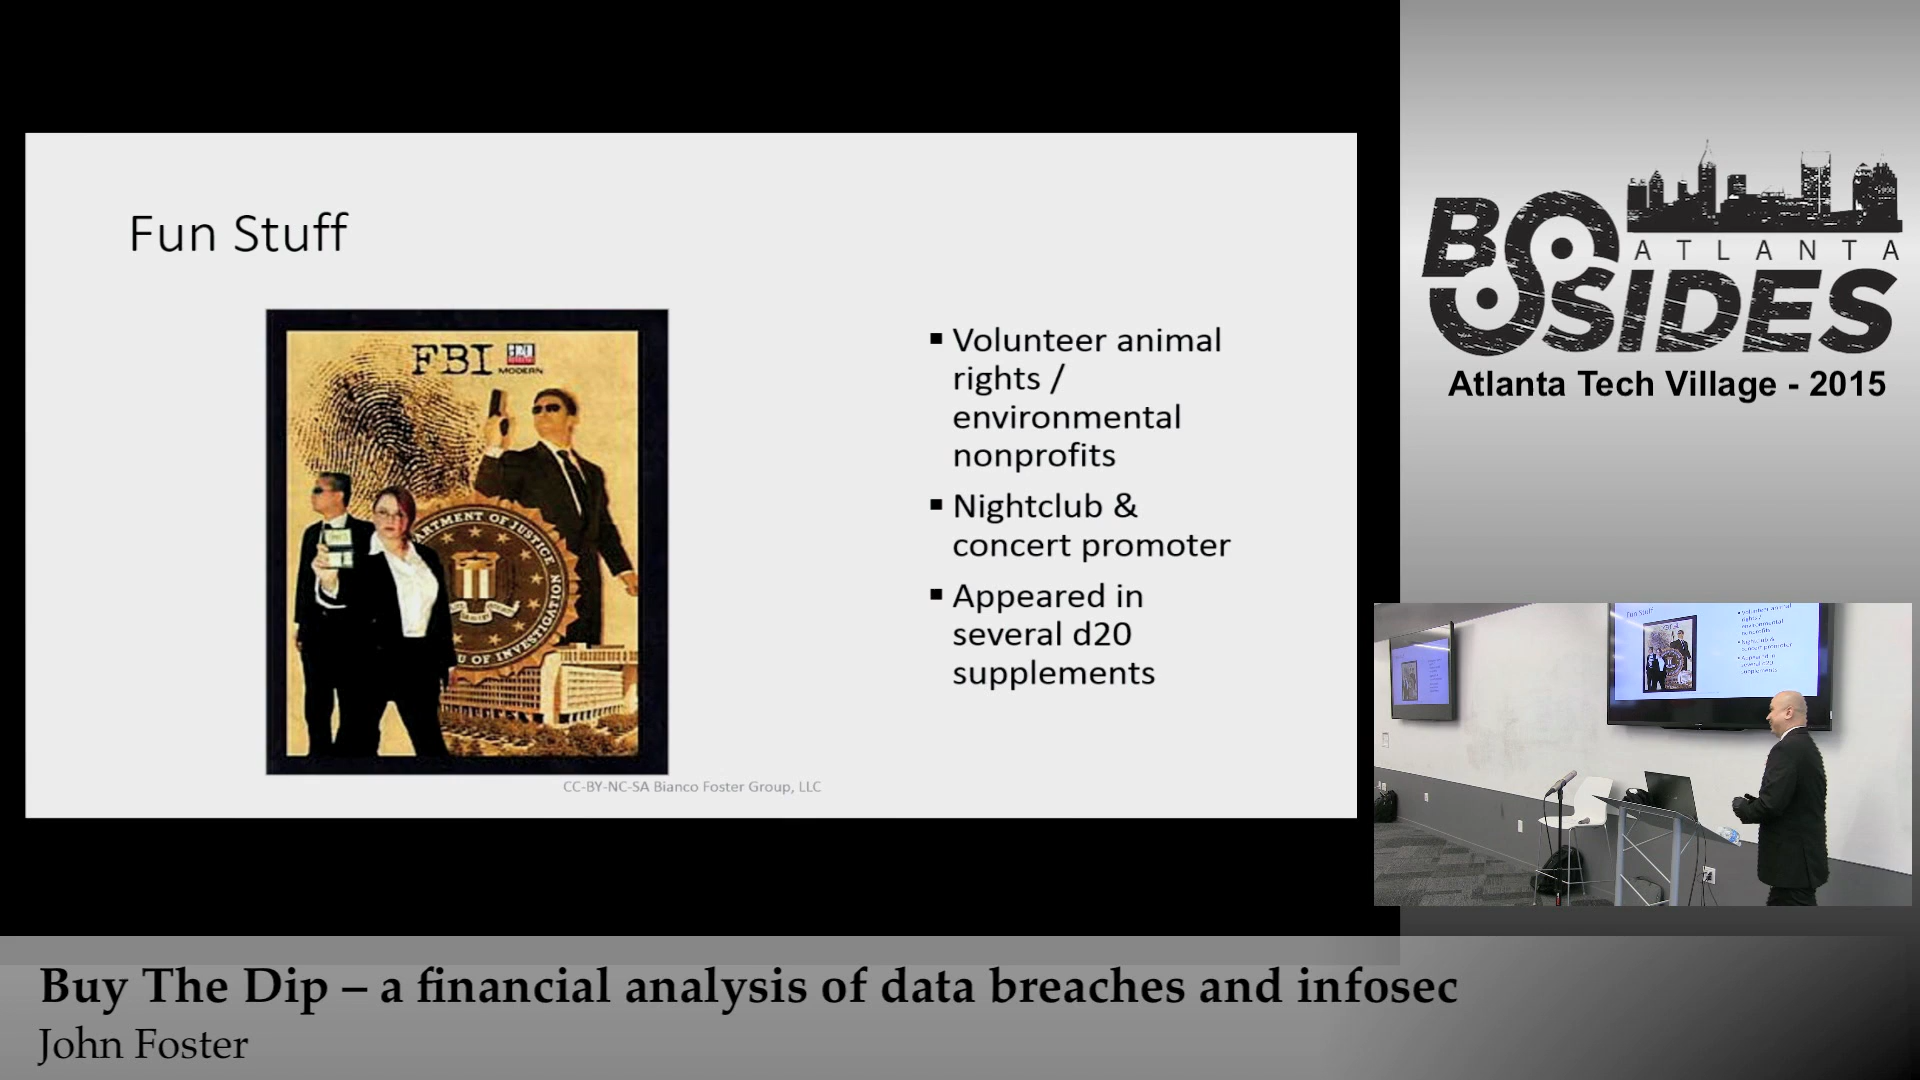 Fun Stuff
FBI
MODERN
DEPARTMENT OF JUSTICE
▪ Volunteer animal
rights /
environmental
nonprofits
▪ Nightclub &
concert promoter
▪ Appeared in
several d20
supplements
CC-BY-NC-SA Bianco Foster Group, LLC
BSIDES
ATLANTA
Atlanta Tech Village - 2015
Fun Stuff
Buy The Dip – a financial analysis of data breaches and infosec
John Foster